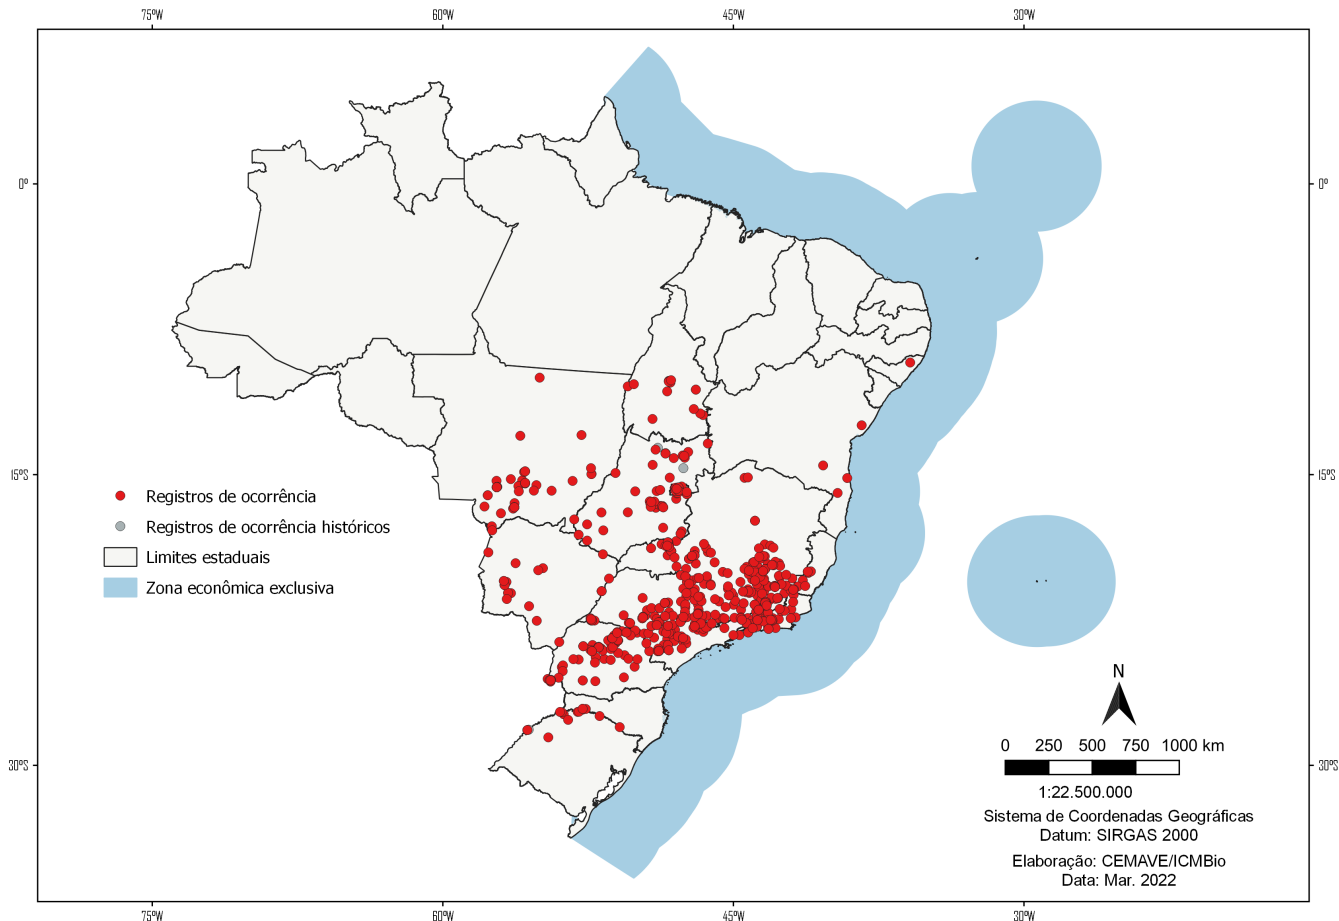 75°W 60°W 45°W 30°W
0° 0°
15°S 15°S
Registros de ocorrência
Registros de ocorrência históricos
Limites estaduais
Zona econômica exclusiva
N
0 250 500 750 1000 km
30°S 30°S
1:22.500.000
Sistema de Coordenadas Geográficas
Datum: SIRGAS 2000
Elaboração: CEMAVE/ICMBio
Data: Mar. 2022
75°W 60°W 45°W 30°W